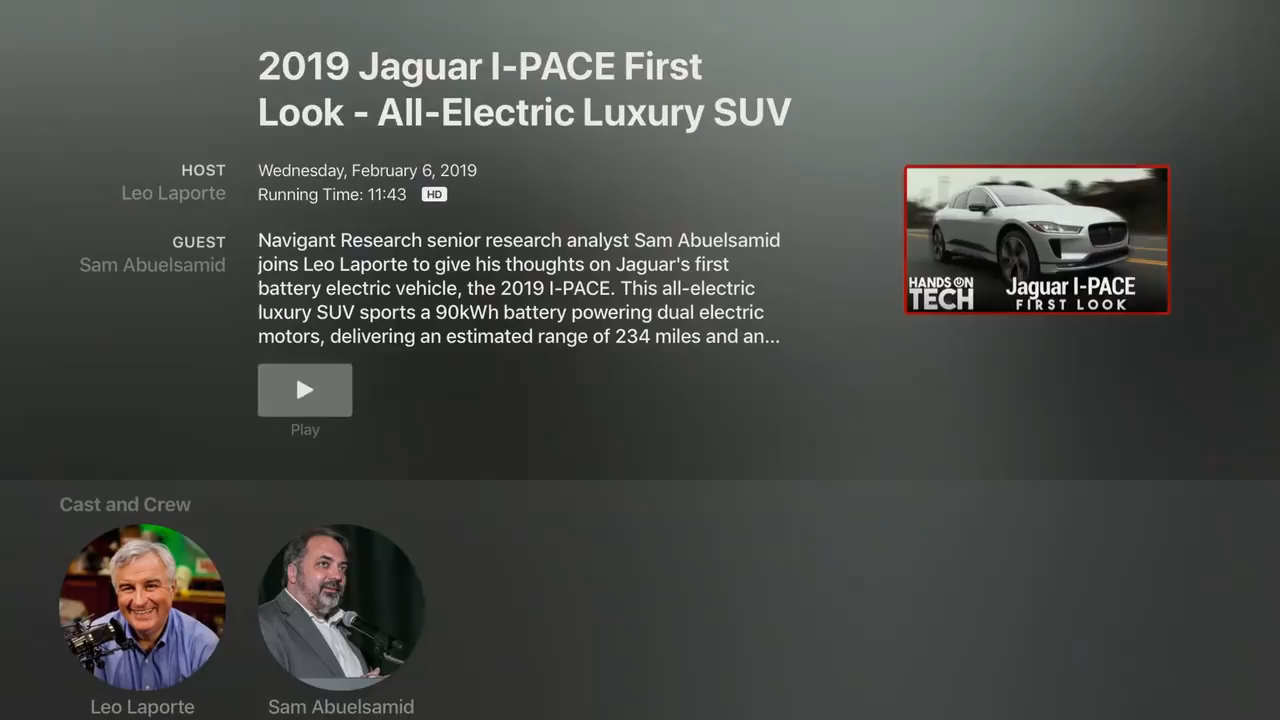 2019 Jaguar I-PACE First
Look - All-Electric Luxury SUV
HOST
Leo Laporte
GUEST
Sam Abuelsamid
Wednesday, February 6, 2019
Running Time: 11:43 HD
Navigant Research senior research analyst Sam Abuelsamid
joins Leo Laporte to give his thoughts on Jaguar's first
battery electric vehicle, the 2019 I-PACE. This all-electric
luxury SUV sports a 90kWh battery powering dual electric
motors, delivering an estimated range of 234 miles and an...
Play
HANDS ON
TECH
Jaguar I-PACE
FIRST LOOK
Cast and Crew
Leo Laporte
Sam Abuelsamid